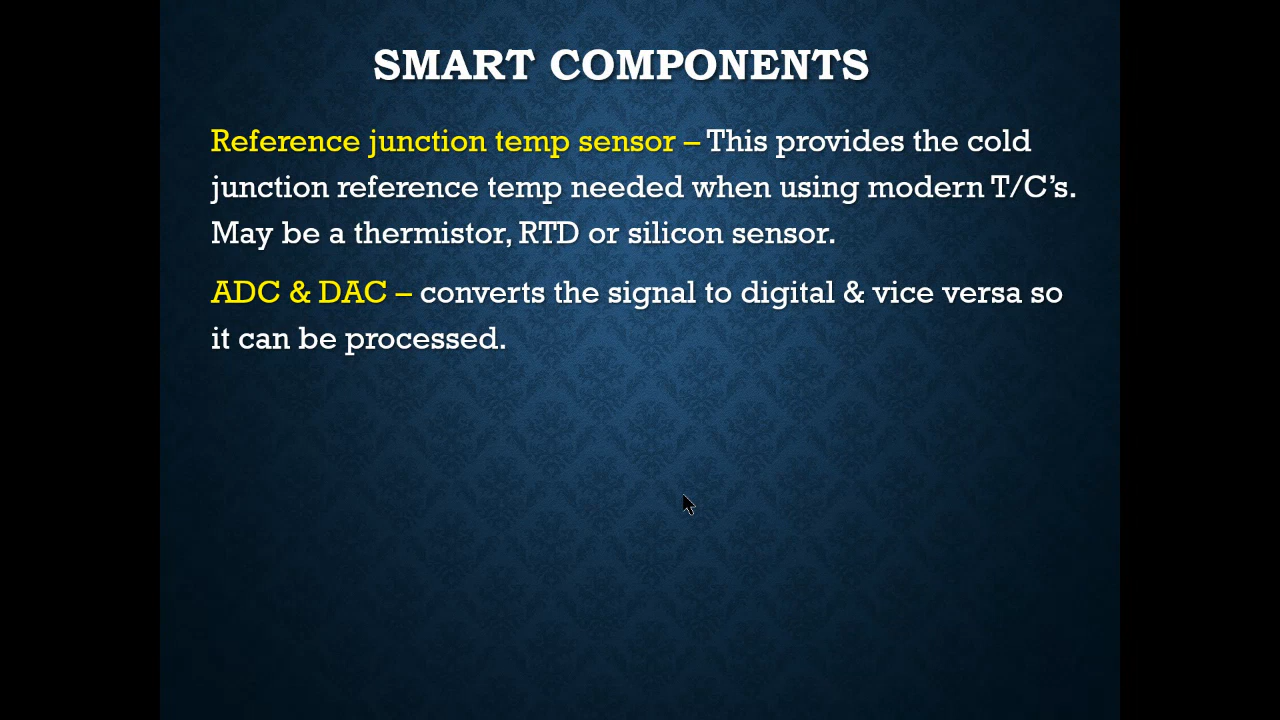 SMART COMPONENTS
Reference junction temp sensor – This provides the cold
junction reference temp needed when using modern T/C’s.
May be a thermistor, RTD or silicon sensor.
ADC & DAC – converts the signal to digital & vice versa so
it can be processed.